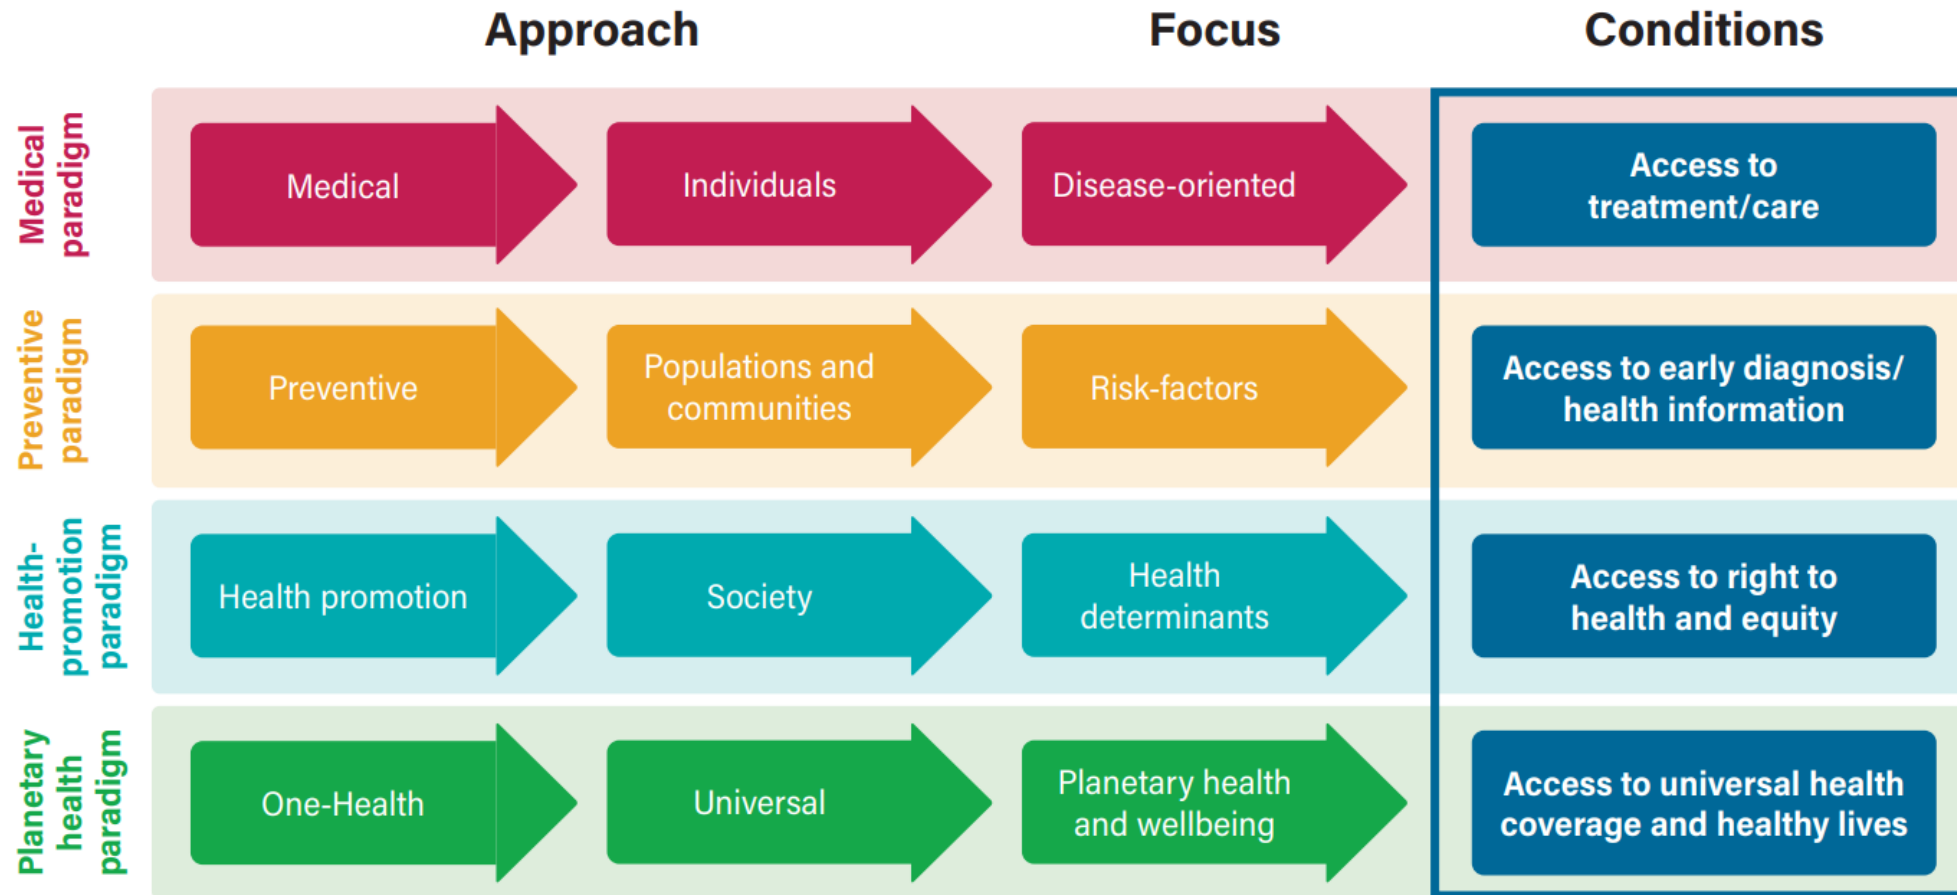 Approach Focus Conditions
Medical
paradigm
Medical
Individuals
Disease-oriented
Access to
treatment/care
Preventive
paradigm
Preventive
Populations and
communities
Risk-factors
Access to early diagnosis/
health information
Health-
promotion
paradigm
Health promotion
Society
Health
determinants
Access to right to
health and equity
Planetary
health
paradigm
One-Health
Universal
Planetary health
and wellbeing
Access to universal health
coverage and healthy lives